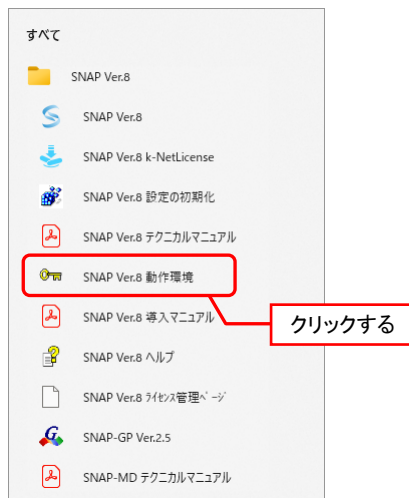 すべて
SNAP Ver.8
SNAP Ver.8
SNAP Ver.8 k-NetLicense
SNAP Ver.8 設定の初期化
SNAP Ver.8 テクニカルマニュアル
SNAP Ver.8 動作環境
SNAP Ver.8 導入マニュアル
クリックする
SNAP Ver.8 ヘルプ
SNAP Ver.8 ﾗｲｾﾝｽ管理ﾍﾟｰｼﾞ
SNAP-GP Ver.2.5
SNAP-MD テクニカルマニュアル